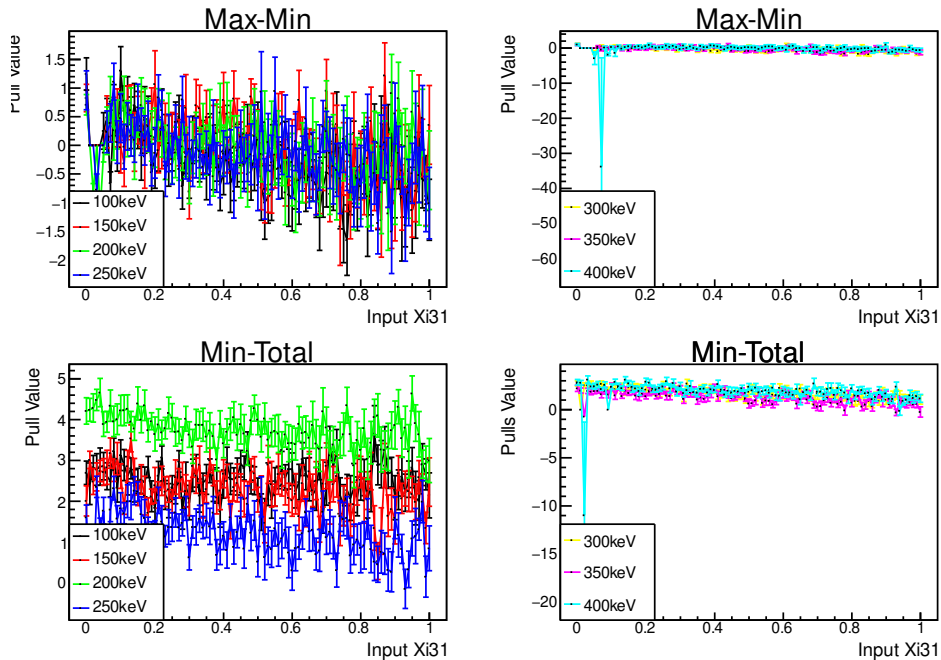 Max-Min
Pull Value
1.5
1
0.5
0
−0.5
−1
−1.5
−2
100keV
150keV
200keV
250keV
0
0.2
0.4
0.6
0.8
1
Input Xi31
Max-Min
Pull Value
0
−10
−20
−30
−40
−50
−60
300keV
350keV
400keV
0
0.2
0.4
0.6
0.8
1
Input Xi31
Min-Total
Pull Value
5
4
3
2
1
0
100keV
150keV
200keV
250keV
0
0.2
0.4
0.6
0.8
1
Input Xi31
Min-Total
Pulls Value
0
−5
−10
−15
−20
300keV
350keV
400keV
0
0.2
0.4
0.6
0.8
1
Input Xi31